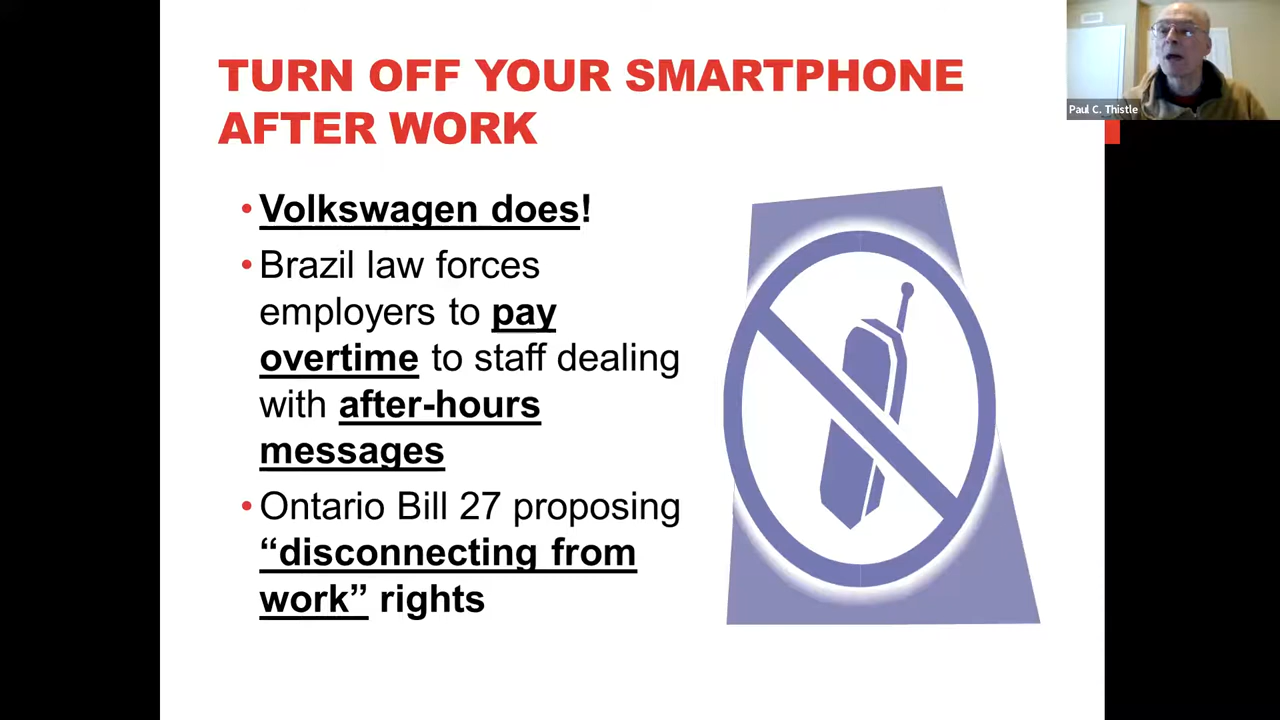 TURN OFF YOUR SMARTPHONE
AFTER WORK
• Volkswagen does!
• Brazil law forces
employers to pay
overtime to staff dealing
with after-hours
messages
• Ontario Bill 27 proposing
“disconnecting from
work” rights
Paul C. Thistle